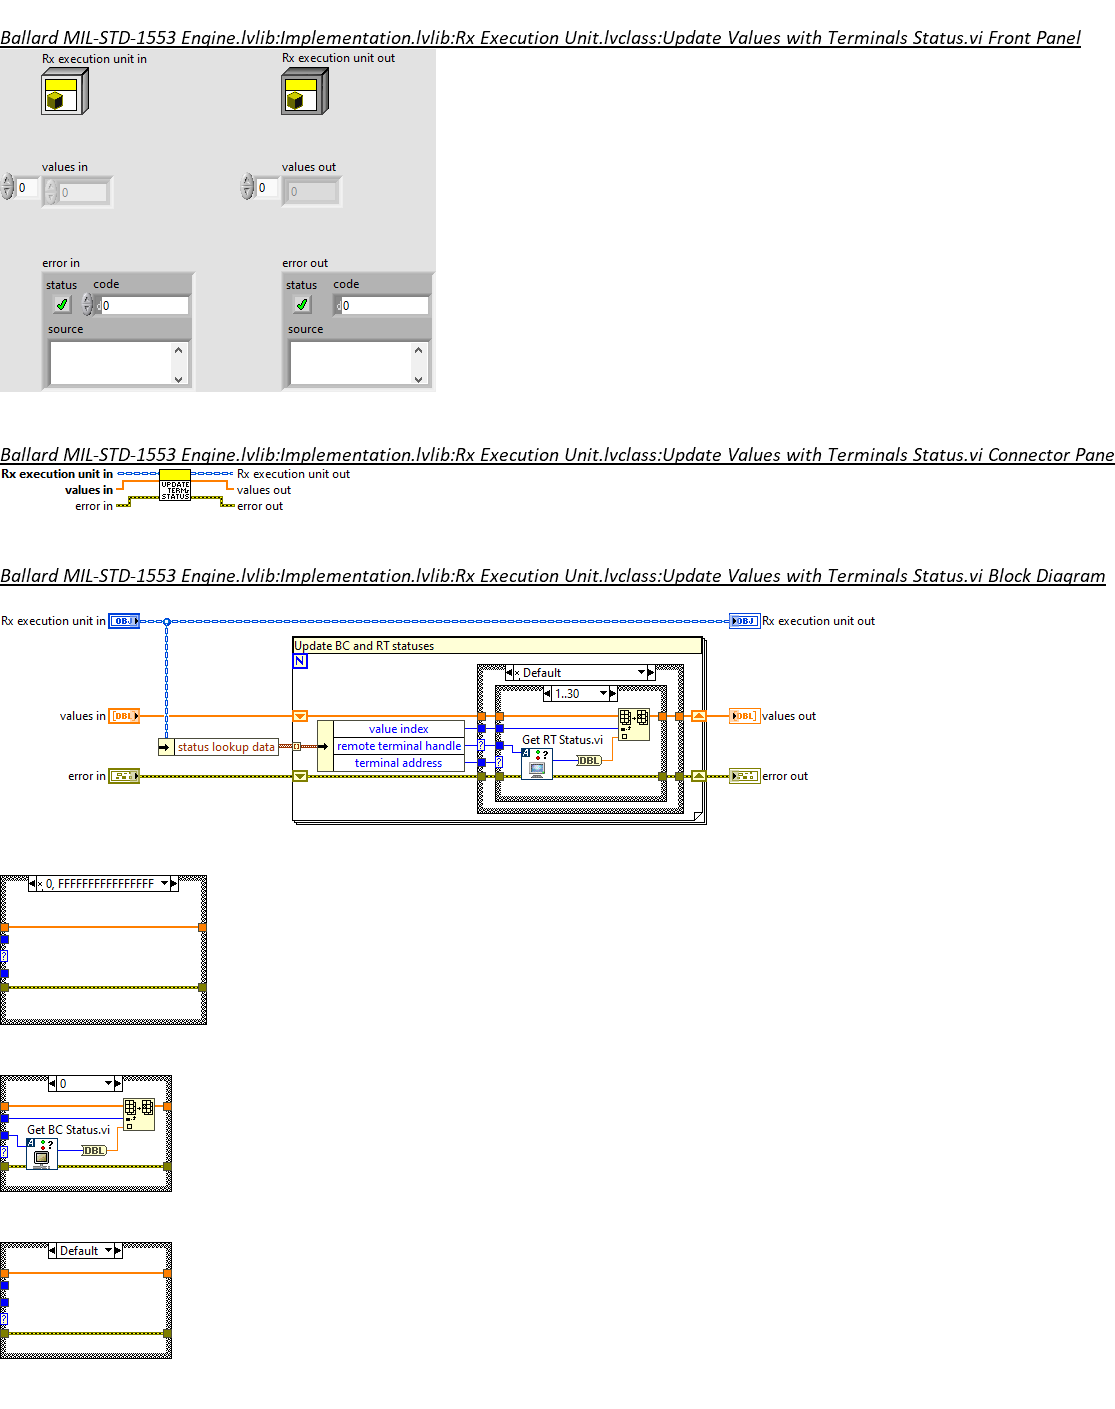 Ballard MIL-STD-1553 Engine.lvlib:Implementation.lvlib:Rx Execution Unit.lvclass:Update Values with Terminals Status.vi Front Panel
Rx execution unit in
Rx execution unit out
values in
values out
0
0
0
0
error in
error out
status code
status code
0
0
source
source
Ballard MIL-STD-1553 Engine.lvlib:Implementation.lvlib:Rx Execution Unit.lvclass:Update Values with Terminals Status.vi Connector Pane
Rx execution unit in
Rx execution unit out
values in
values out
error in
error out
UPDATE
TERMs
STATUS
Ballard MIL-STD-1553 Engine.lvlib:Implementation.lvlib:Rx Execution Unit.lvclass:Update Values with Terminals Status.vi Block Diagram
Rx execution unit in
OBJ
OBJ
Rx execution unit out
Update BC and RT statuses
N
Default
1..30
values in
DBL
DBL
values out
value index
remote terminal handle
terminal address
status lookup data
Get RT Status.vi
A
?
DBL
error in
error out
× 0, FFFFFFFFFFFFFFFF
?
0
Get BC Status.vi
A
?
DBL
?
Default
?